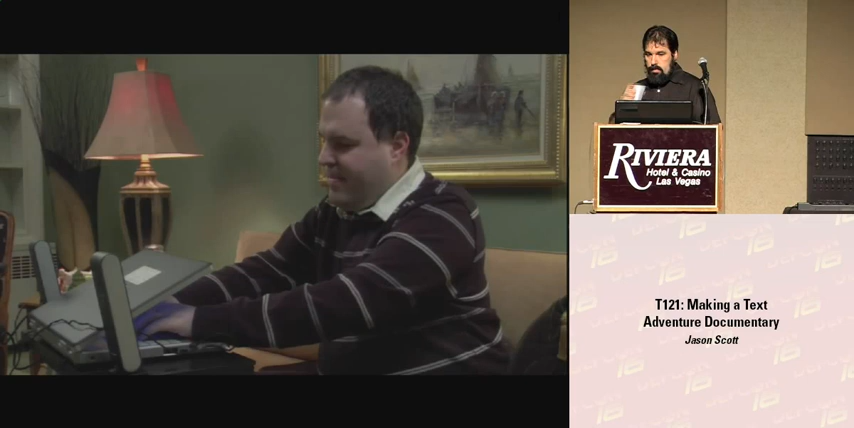 RIVIERA
Hotel & Casino
Las Vegas
T121: Making a Text
Adventure Documentary
Jason Scott